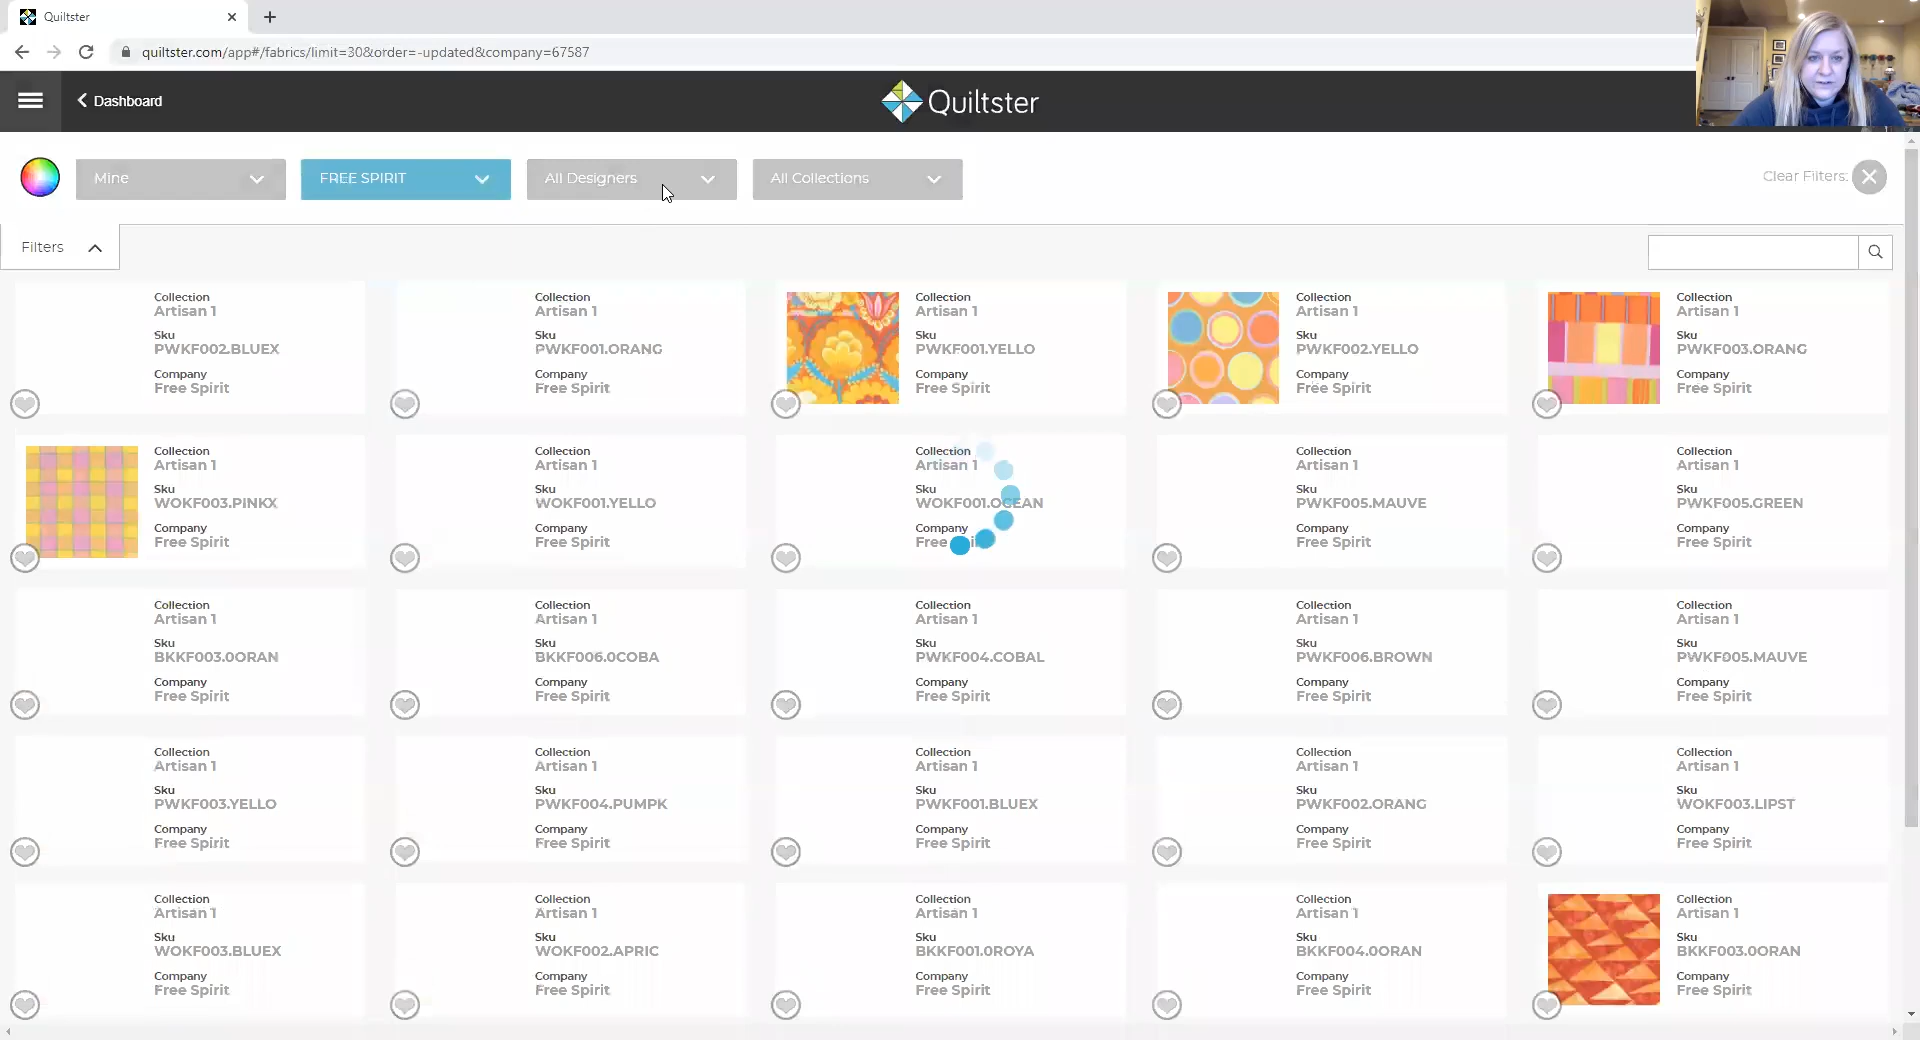 Quiltster
quiltster.com/app#/fabrics/limit=30&order=-updated&company=67587
Dashboard
Quiltster
Mine
FREE SPIRIT
All Designers
All Collections
Clear Filters:
Filters
Collection
Artisan 1
Sku
PWKF002.BLUEX
Company
Free Spirit
Collection
Artisan 1
Sku
PWKF001.ORANG
Company
Free Spirit
Collection
Artisan 1
Sku
PWKF001.YELLO
Company
Free Spirit
Collection
Artisan 1
Sku
PWKF002.YELLO
Company
Free Spirit
Collection
Artisan 1
Sku
PWKF003.ORANG
Company
Free Spirit
Collection
Artisan 1
Sku
WOKF003.PINKX
Company
Free Spirit
Collection
Artisan 1
Sku
WOKF001.YELLO
Company
Free Spirit
Collection
Artisan 1
Sku
WOKF001.OCEAN
Company
Free
Collection
Artisan 1
Sku
PWKF005.MAUVE
Company
Free Spirit
Collection
Artisan 1
Sku
PWKF005.GREEN
Company
Free Spirit
Collection
Artisan 1
Sku
BKKF003.0ORAN
Company
Free Spirit
Collection
Artisan 1
Sku
BKKF006.0COBA
Company
Free Spirit
Collection
Artisan 1
Sku
PWKF004.COBAL
Company
Free Spirit
Collection
Artisan 1
Sku
PWKF006.BROWN
Company
Free Spirit
Collection
Artisan 1
Sku
PWKF005.MAUVE
Company
Free Spirit
Collection
Artisan 1
Sku
PWKF003.YELLO
Company
Free Spirit
Collection
Artisan 1
Sku
PWKF004.PUMPK
Company
Free Spirit
Collection
Artisan 1
Sku
PWKF001.BLUEX
Company
Free Spirit
Collection
Artisan 1
Sku
PWKF002.ORANG
Company
Free Spirit
Collection
Artisan 1
Sku
WOKF003.LIPST
Company
Free Spirit
Collection
Artisan 1
Sku
WOKF003.BLUEX
Company
Free Spirit
Collection
Artisan 1
Sku
WOKF002.APRIC
Company
Free Spirit
Collection
Artisan 1
Sku
BKKF001.0ROYA
Company
Free Spirit
Collection
Artisan 1
Sku
BKKF004.0ORAN
Company
Free Spirit
Collection
Artisan 1
Sku
BKKF003.0ORAN
Company
Free Spirit